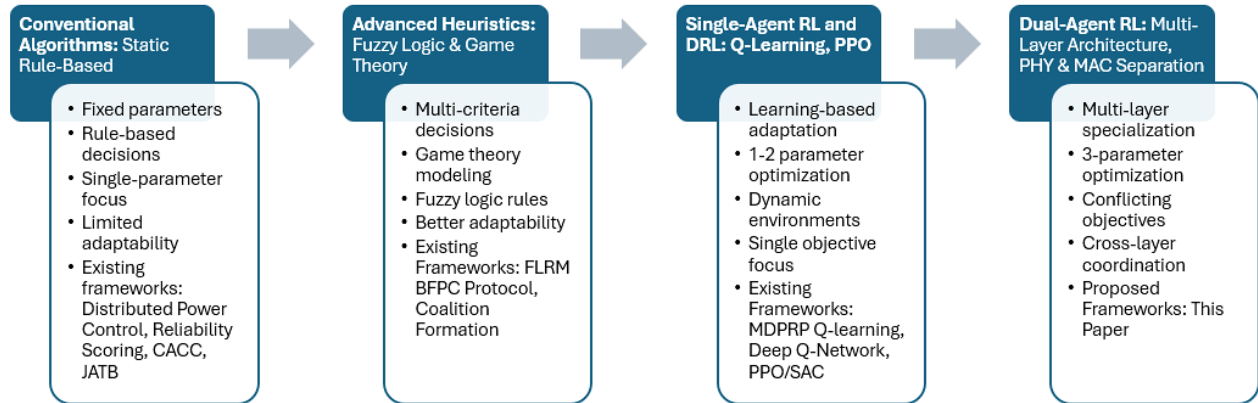 Conventional
Algorithms: Static
Rule-Based
• Fixed parameters
• Rule-based
decisions
• Single-parameter
focus
• Limited
adaptability
• Existing
frameworks:
Distributed Power
Control, Reliability
Scoring, CACC,
JATB
Advanced Heuristics:
Fuzzy Logic & Game
Theory
• Multi-criteria
decisions
• Game theory
modeling
• Fuzzy logic rules
• Better adaptability
• Existing
Frameworks: FLRM
BFPC Protocol,
Coalition
Formation
Single-Agent RL and
DRL: Q-Learning, PPO
• Learning-based
adaptation
• 1-2 parameter
optimization
• Dynamic
environments
• Single objective
focus
• Existing
Frameworks:
MDPRP Q-learning,
Deep Q-Network,
PPO/SAC
Dual-Agent RL: Multi-
Layer Architecture,
PHY & MAC Separation
• Multi-layer
specialization
• 3-parameter
optimization
• Conflicting
objectives
• Cross-layer
coordination
• Proposed
Frameworks: This
Paper